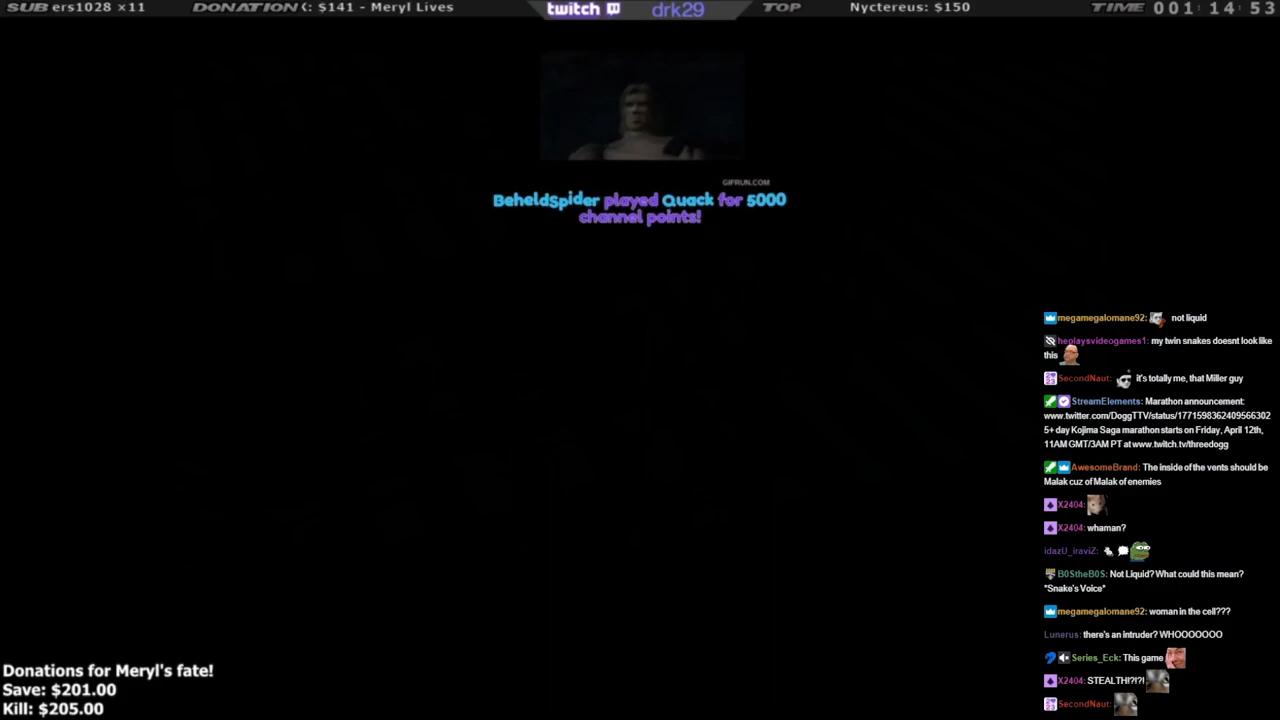 SUB ers1028 ×11 DONATION (: $141 - Meryl Lives twitch drk29 TOP Nyctereus: $150 TIME 001:14:53
GIFRUN.COM
BeheldSpider played Quack for 5000
channel points!
megamegalomane92: not liquid
heplaysvideogames1: my twin snakes doesnt look like
this
SecondNaut: it's totally me, that Miller guy
StreamElements: Marathon announcement:
www.twitter.com/DoggTTV/status/1771598362409566302
5+ day Kojima Saga marathon starts on Friday, April 12th,
11AM GMT/3AM PT at www.twitch.tv/threedogg
AwesomeBrand: The inside of the vents should be
Malak cuz of Malak of enemies
X2404:
X2404: whaman?
idazU_iraviZ:
B0StheB0S: Not Liquid? What could this mean?
*Snake's Voice*
megamegalomane92: woman in the cell???
Lunerus: there's an intruder? WHOOOOOOO
Series_Eck: This game
X2404: STEALTH!?!?!
SecondNaut:
Donations for Meryl's fate!
Save: $201.00
Kill: $205.00